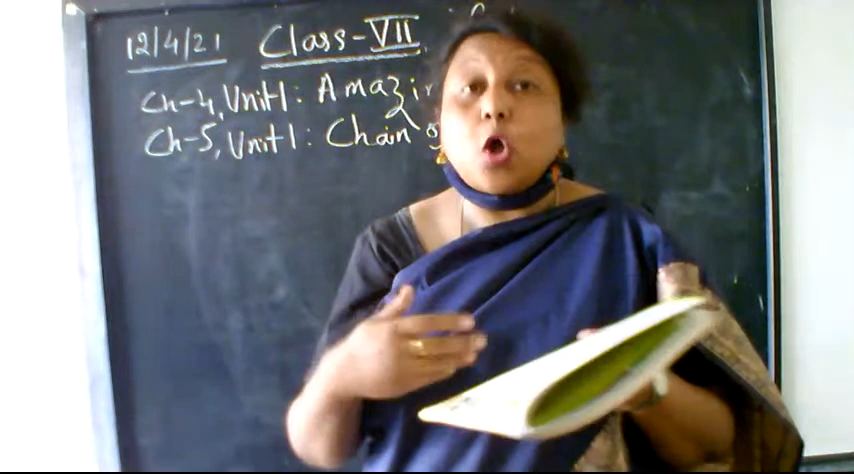 12/4/21 Class-VII
Ch-4, Unit 1: Amazi
Ch-5, Unit 1: Chain